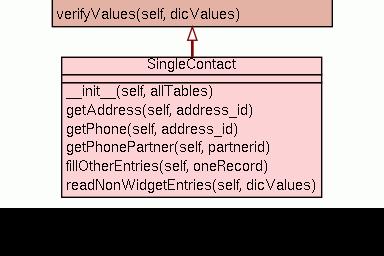 verifyValues(self, dicValues)
SingleContact
__init__(self, allTables)
getAddress(self, address_id)
getPhone(self, address_id)
getPhonePartner(self, partnerid)
fillOtherEntries(self, oneRecord)
readNonWidgetEntries(self, dicValues)